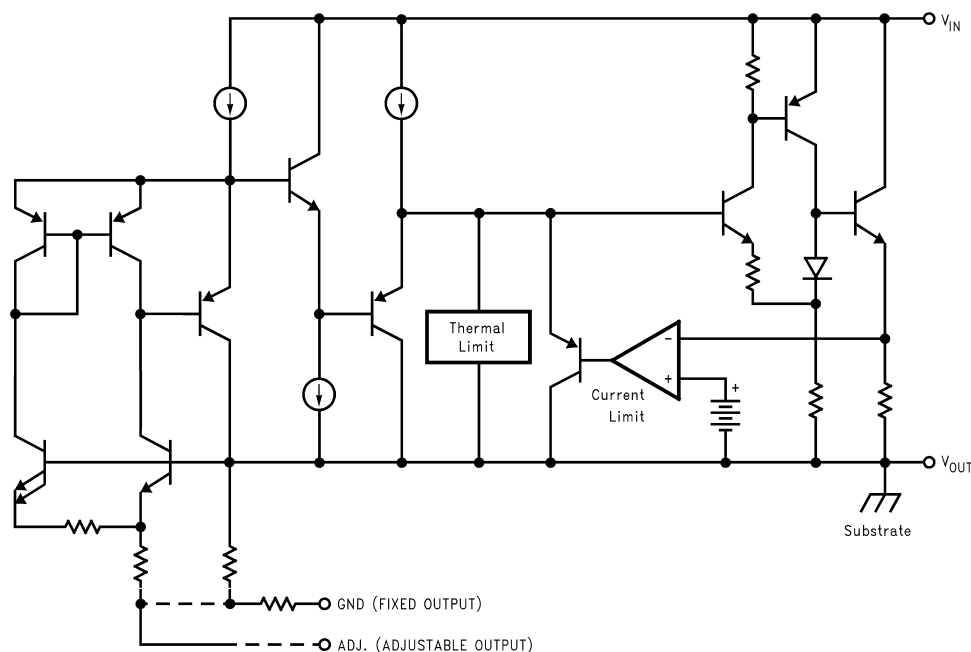 VIN
Thermal
Limit
−
+
+
Current
Limit
VOUT
Substrate
GND (FIXED OUTPUT)
ADJ. (ADJUSTABLE OUTPUT)